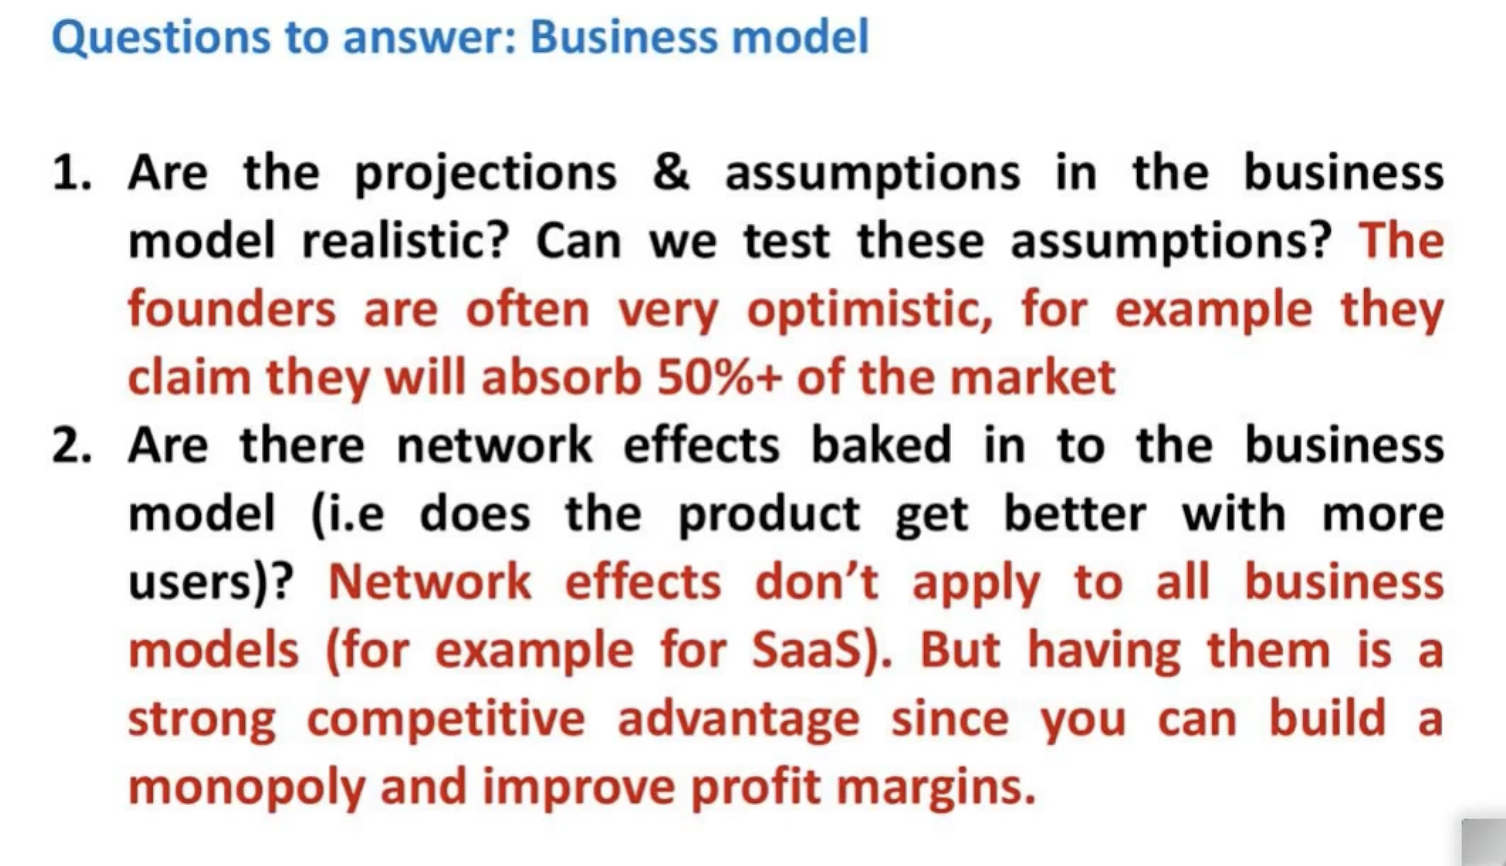 Questions to answer: Business model
1. Are the projections & assumptions in the business
model realistic? Can we test these assumptions? The
founders are often very optimistic, for example they
claim they will absorb 50%+ of the market
2. Are there network effects baked in to the business
model (i.e does the product get better with more
users)? Network effects don’t apply to all business
models (for example for SaaS). But having them is a
strong competitive advantage since you can build a
monopoly and improve profit margins.